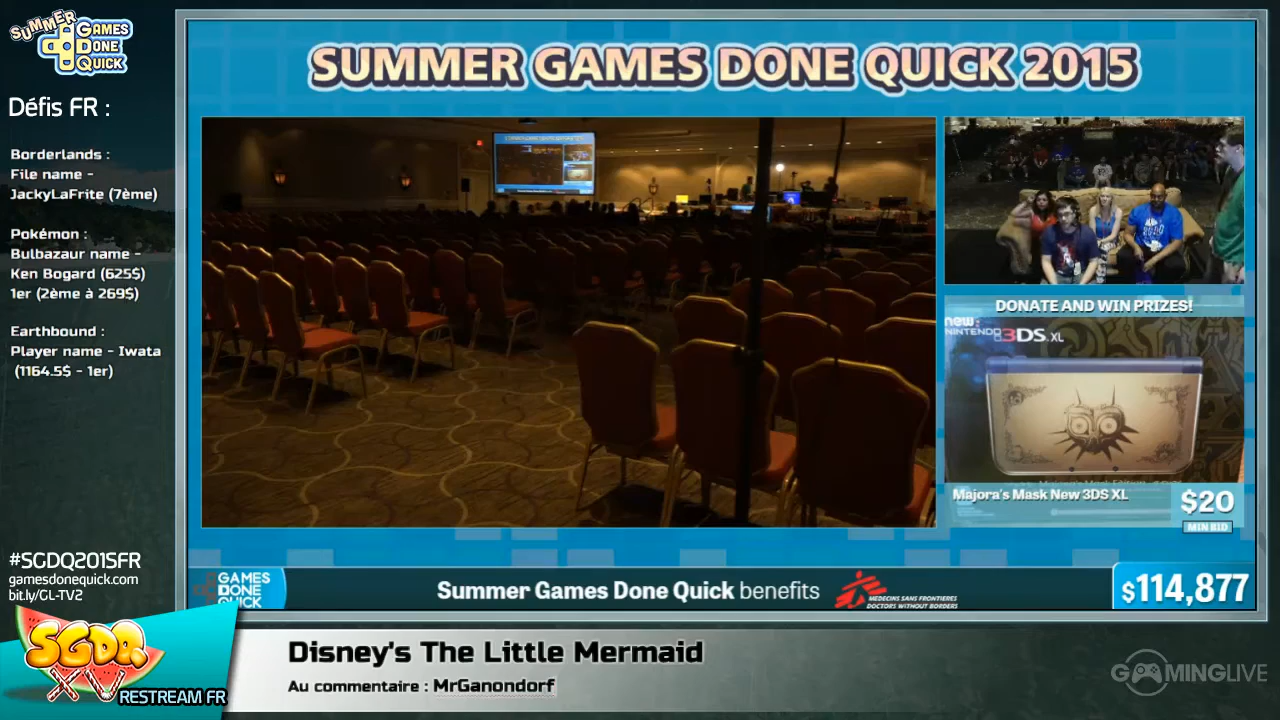 SUMMER
GAMES
DONE
QUICK
Défis FR :
Borderlands :
File name -
JackyLaFrite (7ème)
Pokémon :
Bulbazaur name -
Ken Bogard (625$)
1er (2ème à 269$)
Earthbound :
Player name - Iwata
(1164.5$ - 1er)
#SGDQ2015FR
gamesdonequick.com
bit.ly/GL-TV2
SGDQ
XV
RESTREAM FR
SUMMER GAMES DONE QUICK 2015
DONATE AND WIN PRIZES!
new
NINTENDO 3DS XL
Majora's Mask New 3DS XL
$20
MIN BID
GAMES
DONE
QUICK
Summer Games Done Quick benefits
MEDECINS SANS FRONTIERES
DOCTORS WITHOUT BORDERS
$114,877
Disney's The Little Mermaid
Au commentaire : MrGanondorf
GAMINGLIVE